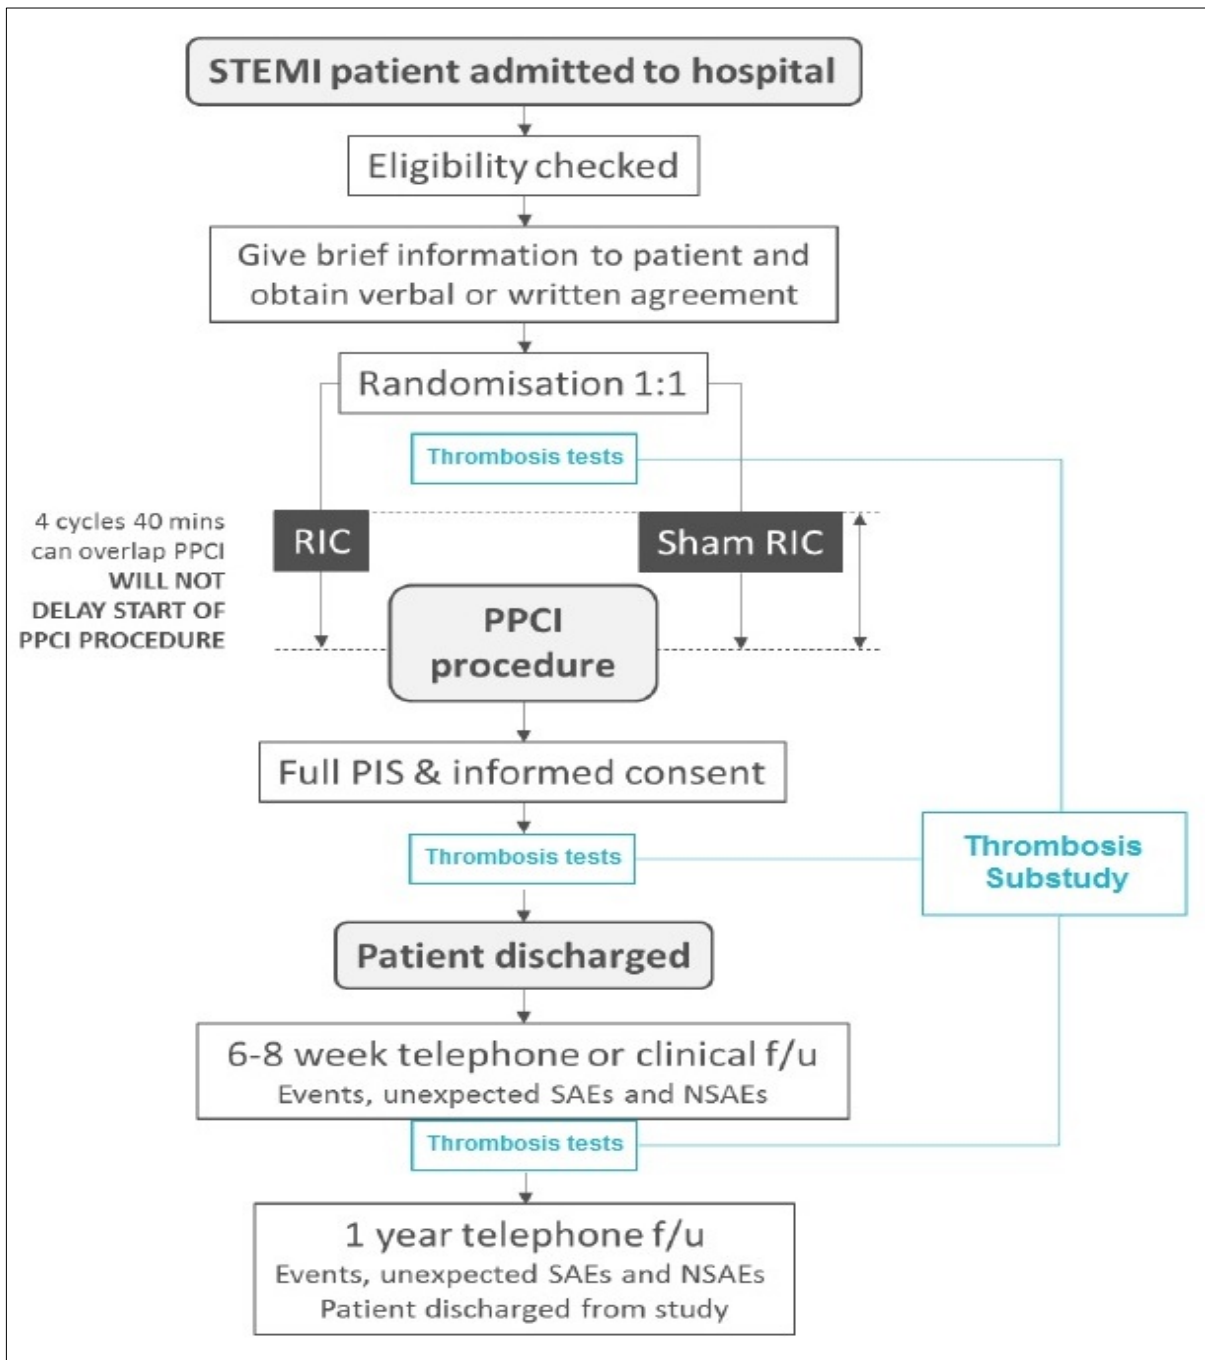 STEMI patient admitted to hospital
Eligibility checked
Give brief information to patient and
obtain verbal or written agreement
Randomisation 1:1
Thrombosis tests
4 cycles 40 mins
can overlap PPCI
WILL NOT
DELAY START OF
PPCI PROCEDURE
RIC
Sham RIC
PPCI
procedure
Full PIS & informed consent
Thrombosis tests
Thrombosis
Substudy
Patient discharged
6-8 week telephone or clinical f/u
Events, unexpected SAEs and NSAEs
Thrombosis tests
1 year telephone f/u
Events, unexpected SAEs and NSAEs
Patient discharged from study